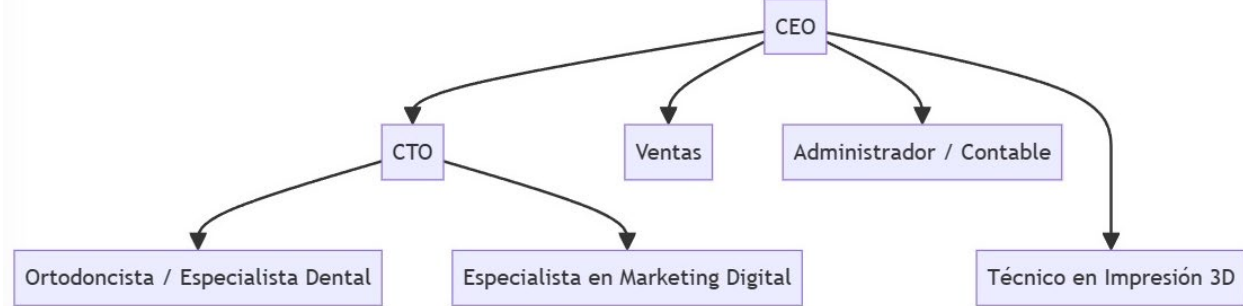 CEO
CTO
Ventas
Administrador / Contable
Ortodoncista / Especialista Dental
Especialista en Marketing Digital
Técnico en Impresión 3D